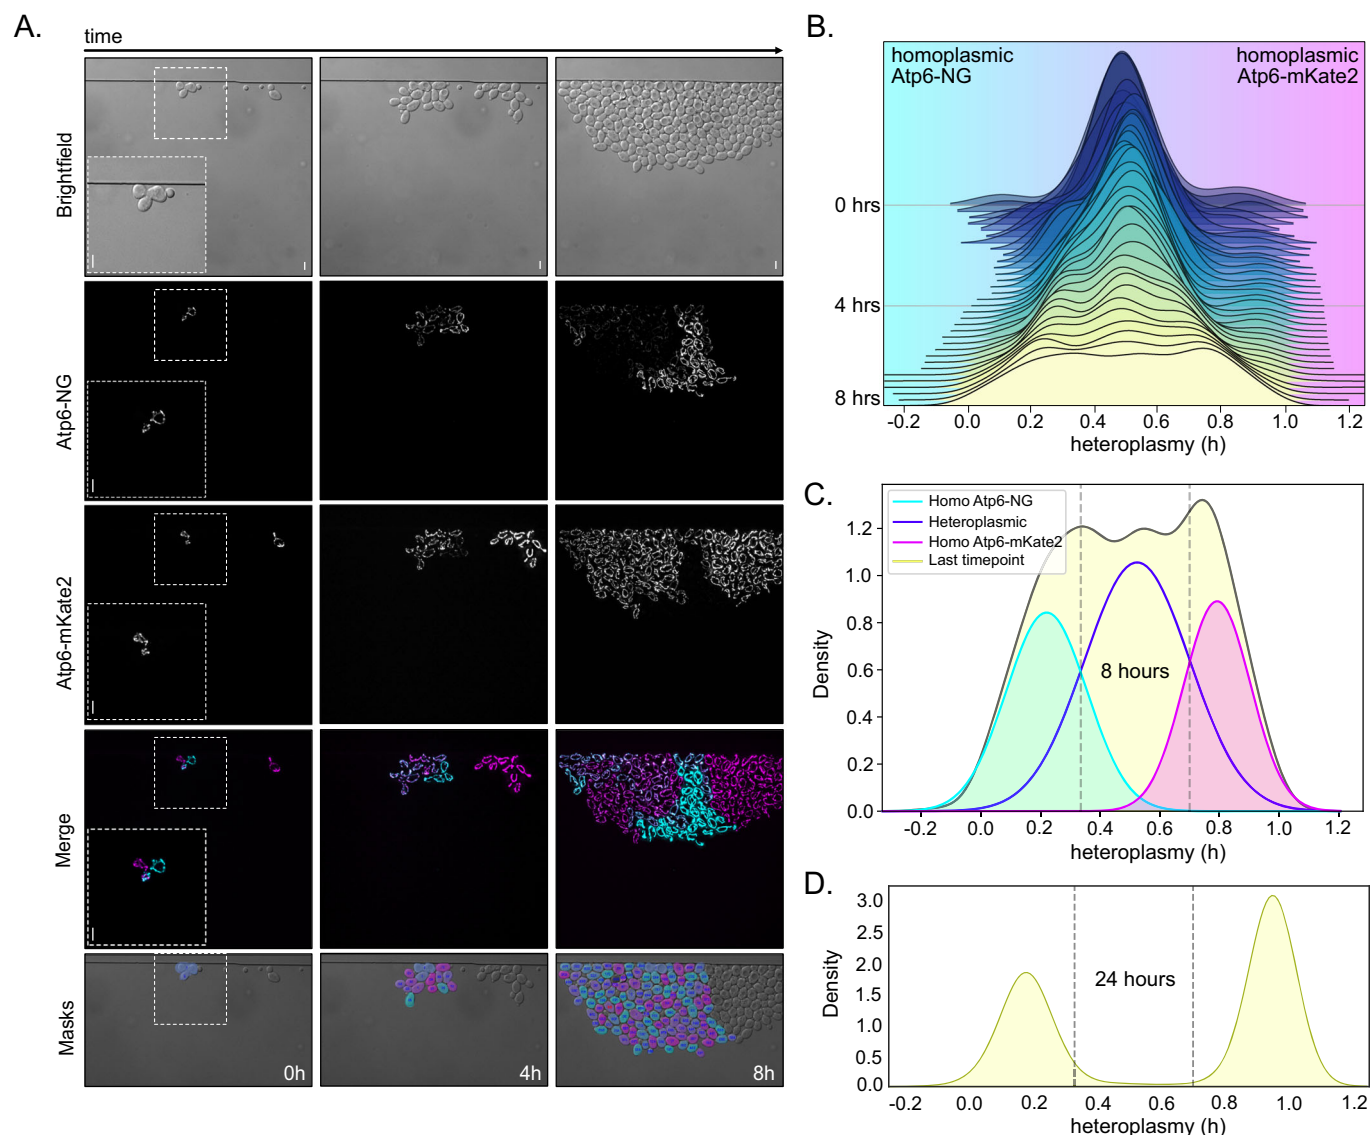 A.
time
Brightfield
Atp6-NG
Atp6-mKate2
Merge
Masks
0h
4h
8h
B.
homoplasmic
Atp6-NG
homoplasmic
Atp6-mKate2
0 hrs
4 hrs
8 hrs
-0.2 0.0 0.2 0.4 0.6 0.8 1.0 1.2
heteroplasmy (h)
C.
Homo Atp6-NG
Heteroplasmic
Homo Atp6-mKate2
Last timepoint
8 hours
Density
1.2
1.0
0.8
0.6
0.4
0.2
0.0
-0.2 0.0 0.2 0.4 0.6 0.8 1.0 1.2
heteroplasmy (h)
D.
24 hours
Density
3.0
2.5
2.0
1.5
1.0
0.5
0.0
-0.2 0.0 0.2 0.4 0.6 0.8 1.0 1.2
heteroplasmy (h)